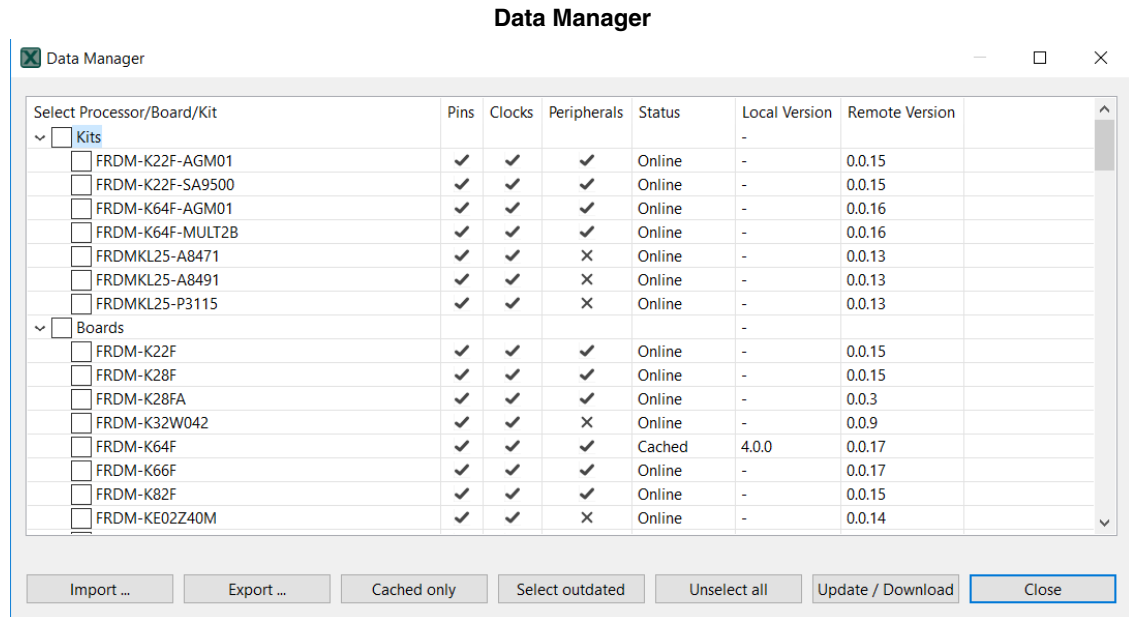 Data Manager
Data Manager
Select Processor/Board/Kit Pins Clocks Peripherals Status Local Version Remote Version
Kits -
FRDM-K22F-AGM01 ✓ ✓ ✓ Online - 0.0.15
FRDM-K22F-SA9500 ✓ ✓ ✓ Online - 0.0.15
FRDM-K64F-AGM01 ✓ ✓ ✓ Online - 0.0.16
FRDM-K64F-MULT2B ✓ ✓ ✓ Online - 0.0.16
FRDMKL25-A8471 ✓ ✓ ✕ Online - 0.0.13
FRDMKL25-A8491 ✓ ✓ ✕ Online - 0.0.13
FRDMKL25-P3115 ✓ ✓ ✕ Online - 0.0.13
Boards -
FRDM-K22F ✓ ✓ ✓ Online - 0.0.15
FRDM-K28F ✓ ✓ ✓ Online - 0.0.15
FRDM-K28FA ✓ ✓ ✓ Online - 0.0.3
FRDM-K32W042 ✓ ✓ ✕ Online - 0.0.9
FRDM-K64F ✓ ✓ ✓ Cached 4.0.0 0.0.17
FRDM-K66F ✓ ✓ ✓ Online - 0.0.17
FRDM-K82F ✓ ✓ ✓ Online - 0.0.15
FRDM-KE02Z40M ✓ ✓ ✕ Online - 0.0.14
Import ... Export ... Cached only Select outdated Unselect all Update / Download Close